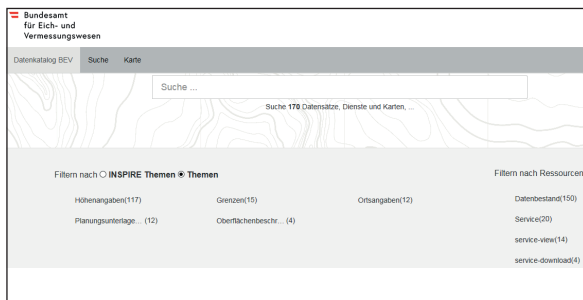 Bundesamt
für Eich- und
Vermessungswesen
Datenkatalog BEV Suche Karte
Suche ...
Suche 170 Datensätze, Dienste und Karten, ...
Filtern nach INSPIRE Themen Themen
Filtern nach Ressourcen
Höhenangaben(117) Grenzen(15) Ortsangaben(12) Datenbestand(150)
Planungsunterlage... (12) Oberflächenbeschr... (4) Service(20)
service-view(14)
service-download(4)